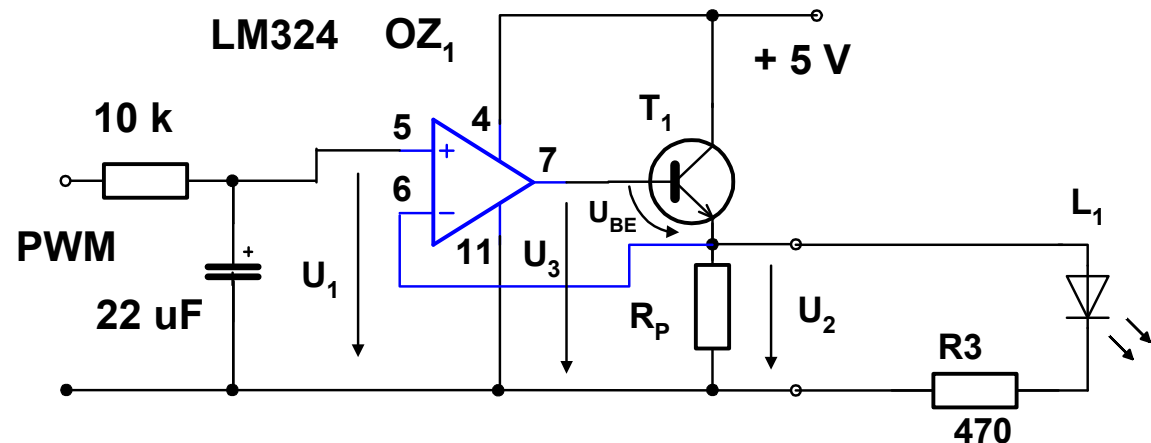 LM324 OZ1
+ 5 V
10 k
T1
5
4
7
6
PWM
11
UBE
L1
22 uF
+
U1
U3
RP
U2
R3
470
+
−